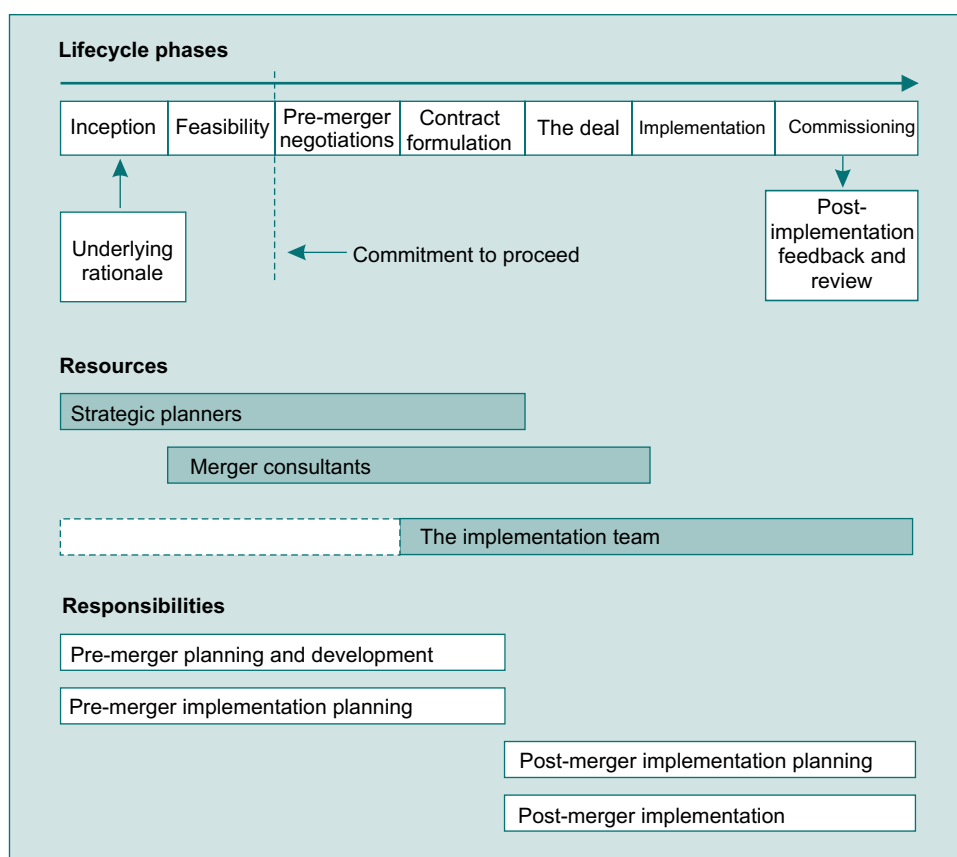 Lifecycle phases
Inception
Feasibility
Pre-merger
negotiations
Contract
formulation
The deal
Implementation
Commissioning
Underlying
rationale
Commitment to proceed
Post-
implementation
feedback and
review
Resources
Strategic planners
Merger consultants
The implementation team
Responsibilities
Pre-merger planning and development
Pre-merger implementation planning
Post-merger implementation planning
Post-merger implementation